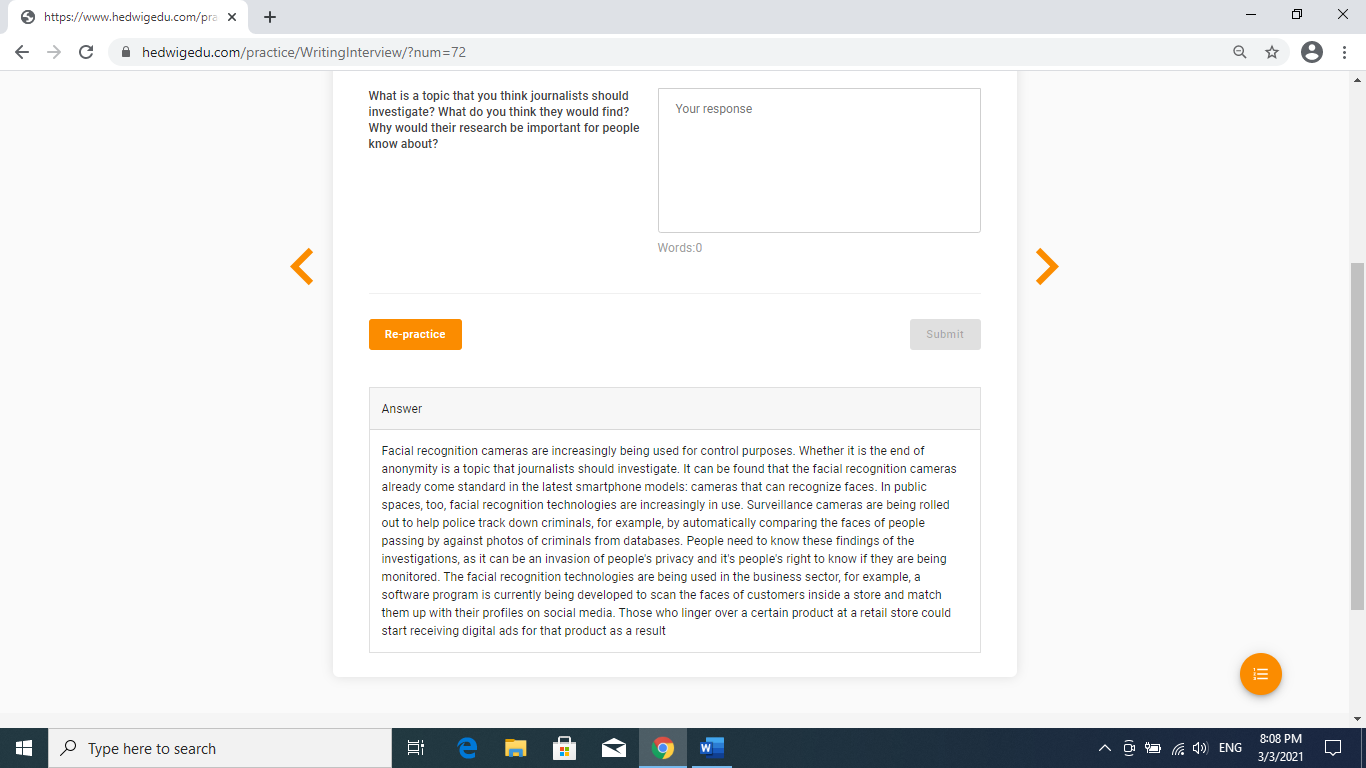 https://www.hedwigedu.com/pra
hedwigedu.com/practice/WritingInterview/?num=72
What is a topic that you think journalists should
investigate? What do you think they would find?
Why would their research be important for people
know about?
Your response
Words:0
Re-practice
Submit
Answer
Facial recognition cameras are increasingly being used for control purposes. Whether it is the end of
anonymity is a topic that journalists should investigate. It can be found that the facial recognition cameras
already come standard in the latest smartphone models: cameras that can recognize faces. In public
spaces, too, facial recognition technologies are increasingly in use. Surveillance cameras are being rolled
out to help police track down criminals, for example, by automatically comparing the faces of people
passing by against photos of criminals from databases. People need to know these findings of the
investigations, as it can be an invasion of people's privacy and it's people's right to know if they are being
monitored. The facial recognition technologies are being used in the business sector, for example, a
software program is currently being developed to scan the faces of customers inside a store and match
them up with their profiles on social media. Those who linger over a certain product at a retail store could
start receiving digital ads for that product as a result
Type here to search
W
ENG
8:08 PM
3/3/2021